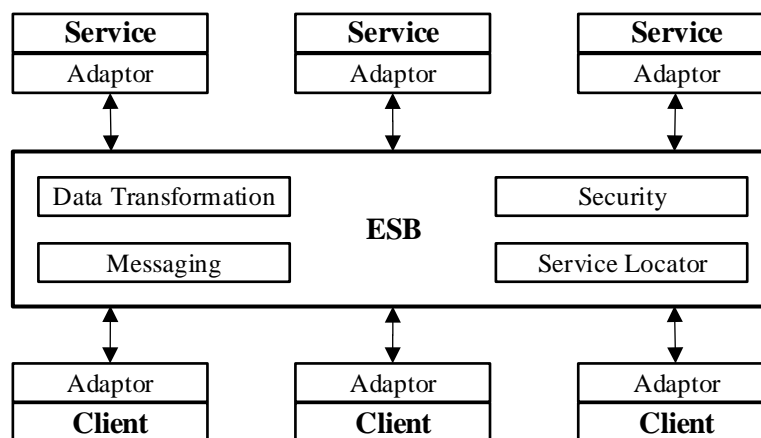 Service Service Service
Adaptor Adaptor Adaptor
Data Transformation Security
ESB
Messaging Service Locator
Adaptor Adaptor Adaptor
Client Client Client